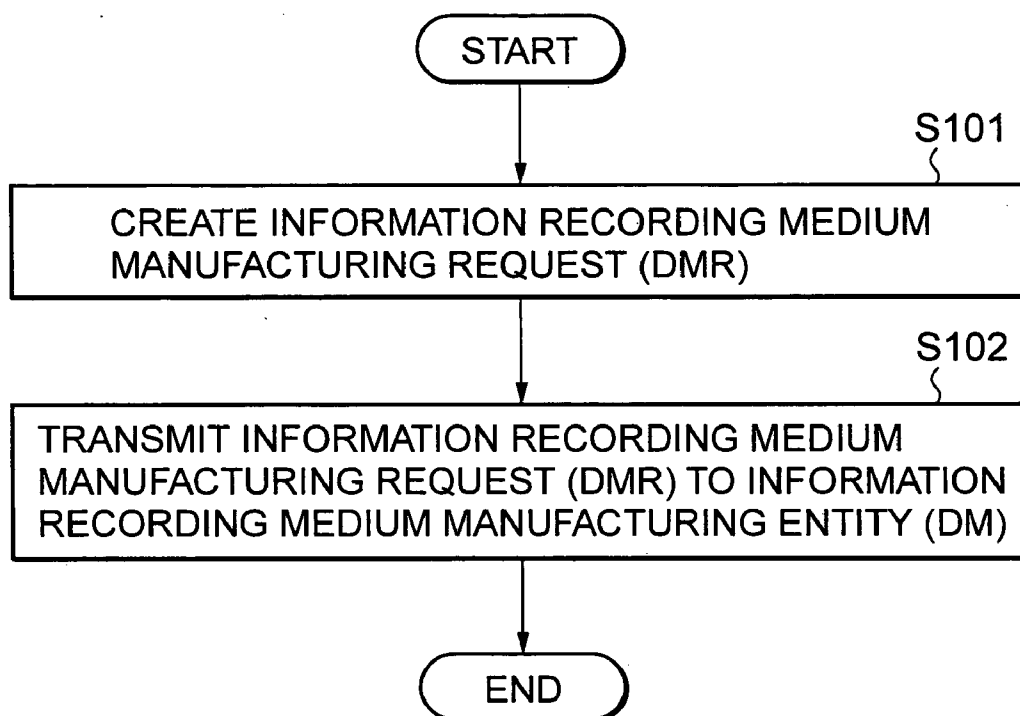 START
S101
CREATE INFORMATION RECORDING MEDIUM
MANUFACTURING REQUEST (DMR)
S102
TRANSMIT INFORMATION RECORDING MEDIUM
MANUFACTURING REQUEST (DMR) TO INFORMATION
RECORDING MEDIUM MANUFACTURING ENTITY (DM)
END